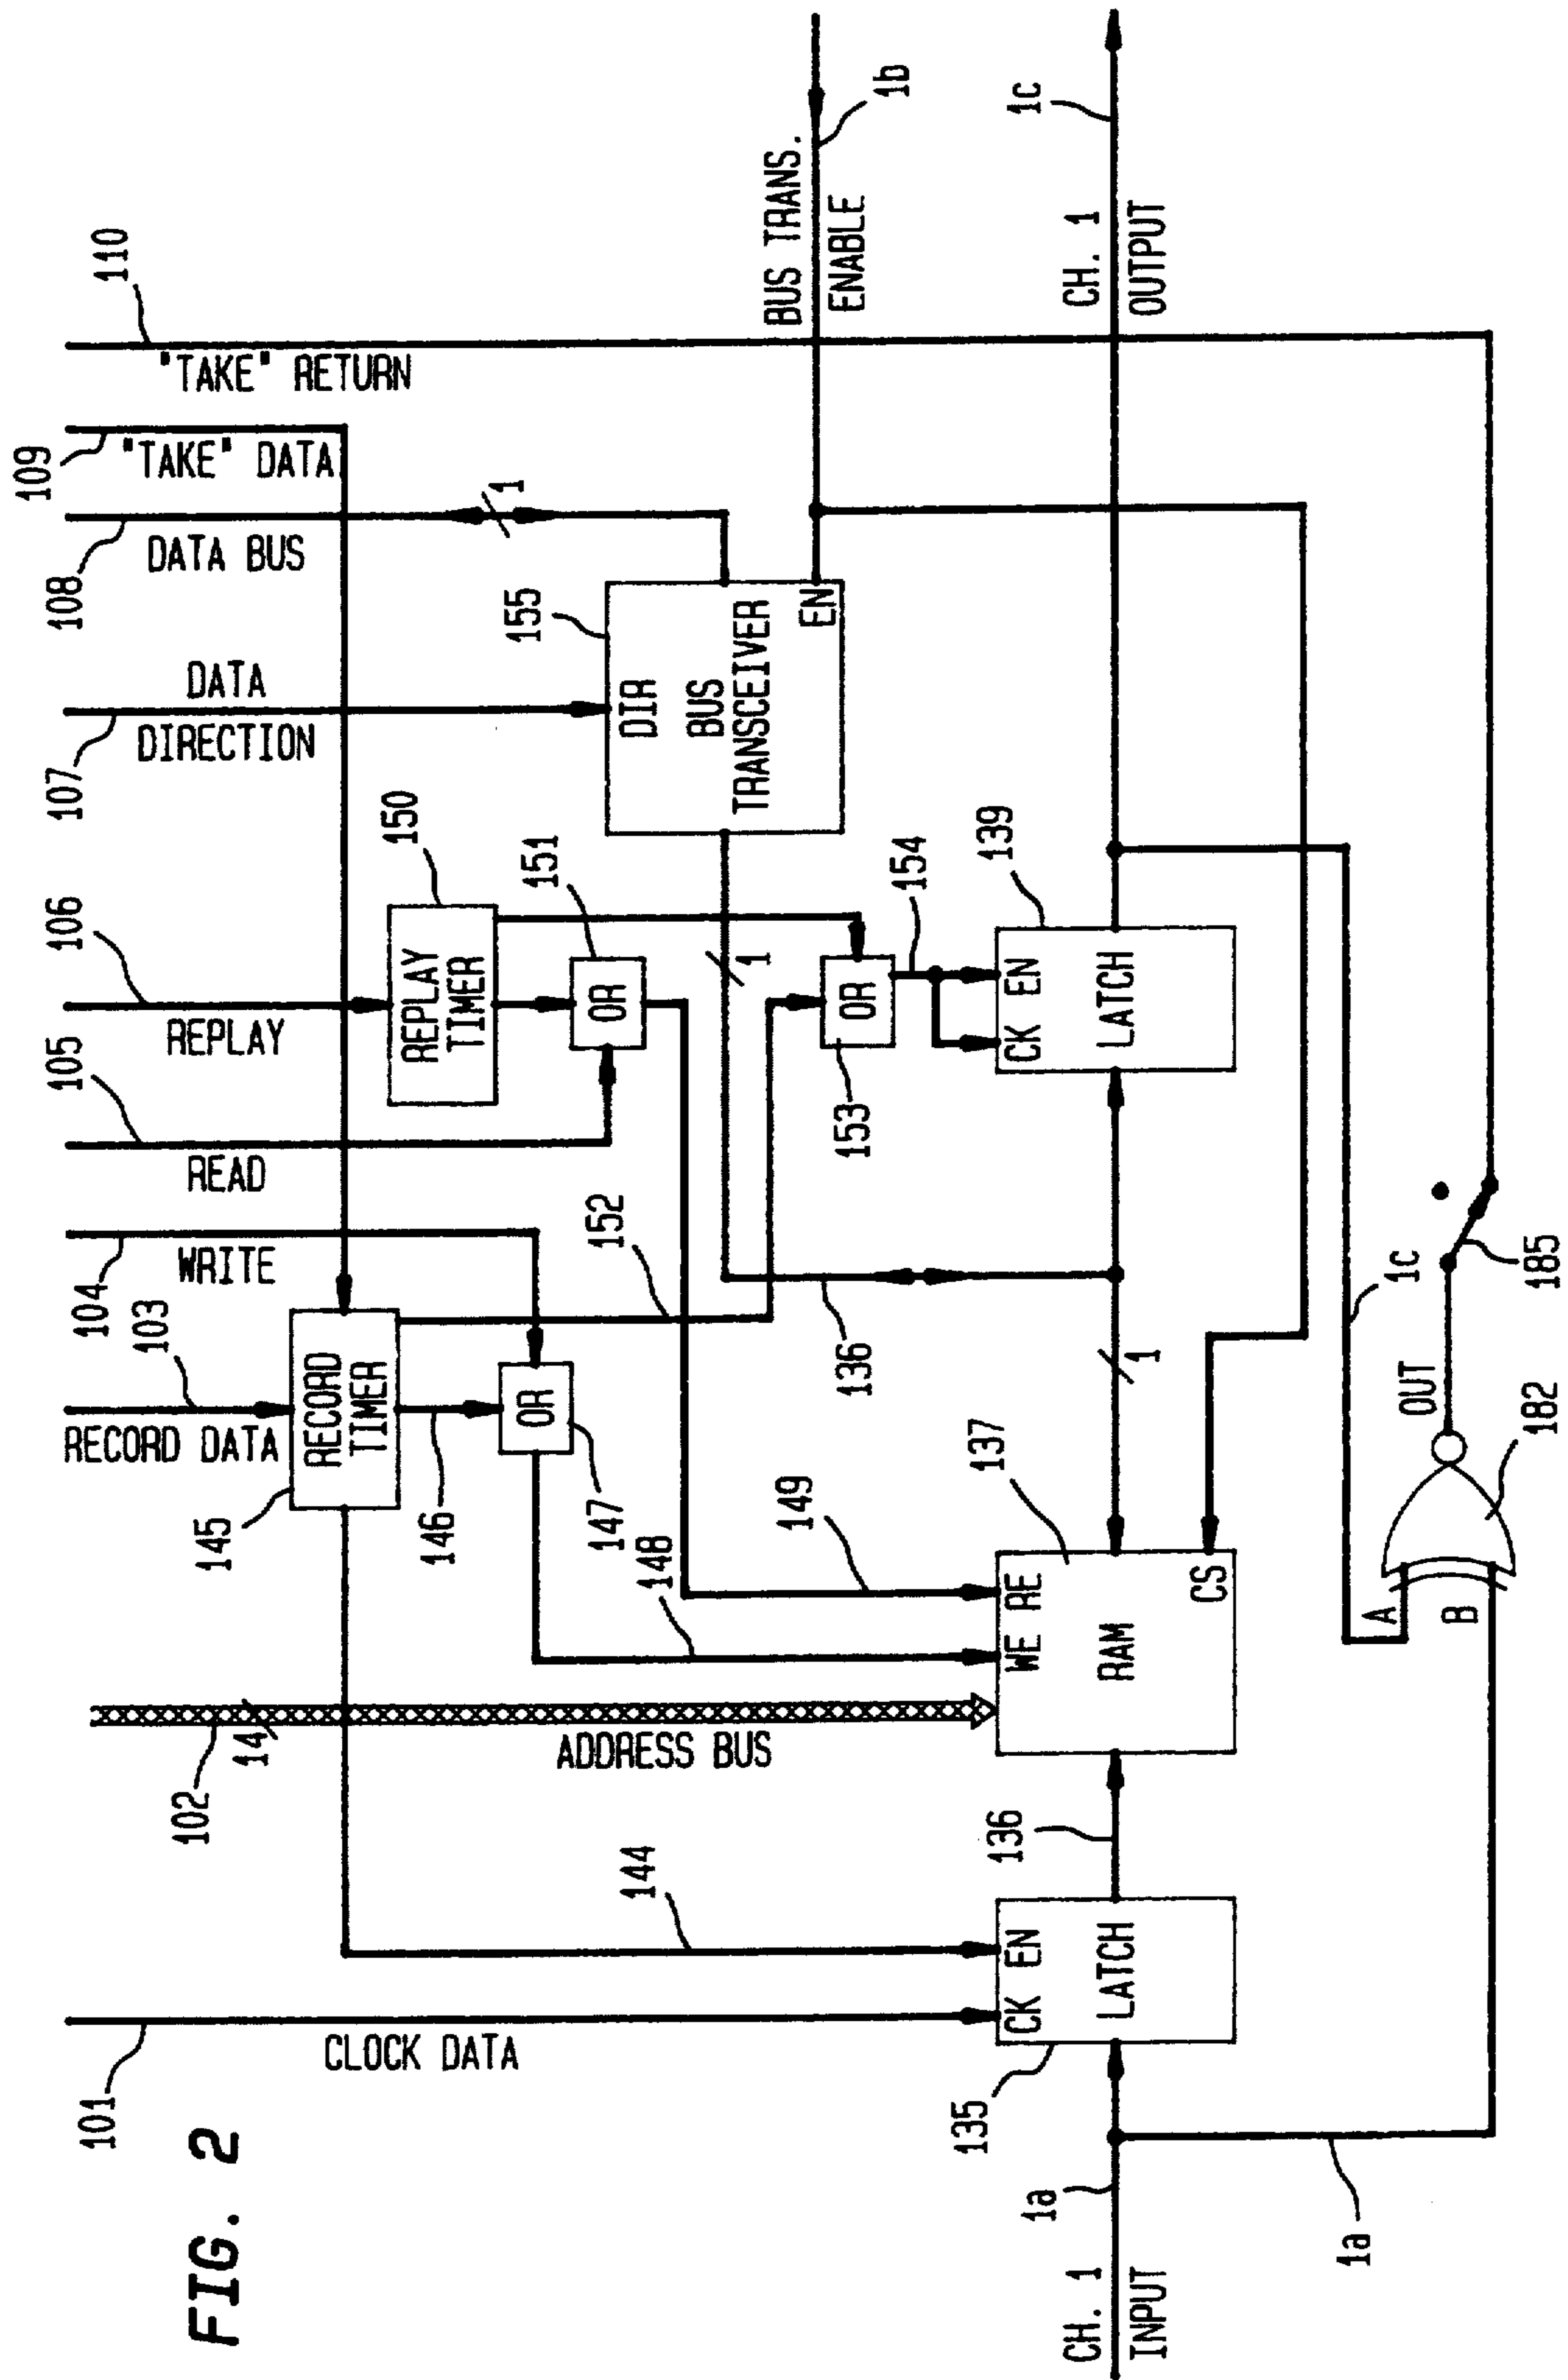 FIG. 2
101
CLOCK DATA
102
14
ADDRESS BUS
103
RECORD DATA
104
WRITE
105
READ
106
REPLAY
107
DATA
DIRECTION
108
DATA BUS
109
"TAKE" DATA
110
"TAKE" RETURN
145
RECORD
TIMER
146
OR
147
148
149
152
150
REPLAY
TIMER
151
OR
155
DIR
BUS
TRANSCEIVER
EN
1
1
BUS TRANS.
ENABLE
1b
144
153
OR
154
136
CH. 1
INPUT
1a
135
CK EN
LATCH
136
137
WE RE
RAM
CS
1
139
CK EN
LATCH
CH. 1
OUTPUT
1c
1a
A
B
182
OUT
185
1c